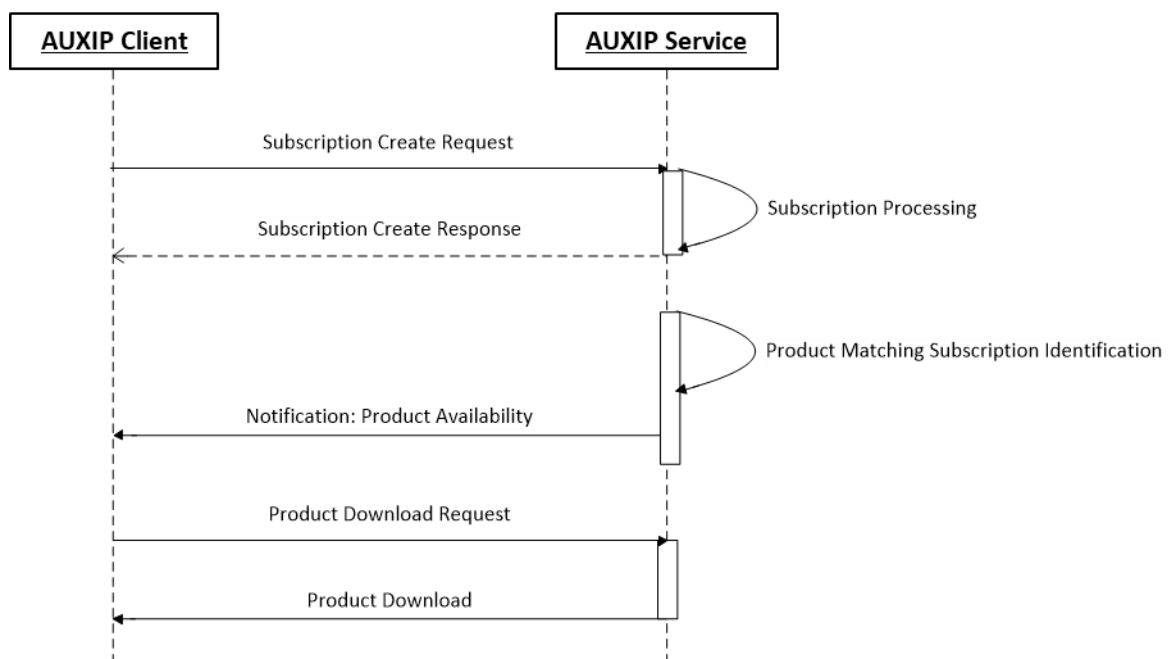 AUXIP Client
AUXIP Service
Subscription Create Request
Subscription Processing
Subscription Create Response
Product Matching Subscription Identification
Notification: Product Availability
Product Download Request
Product Download